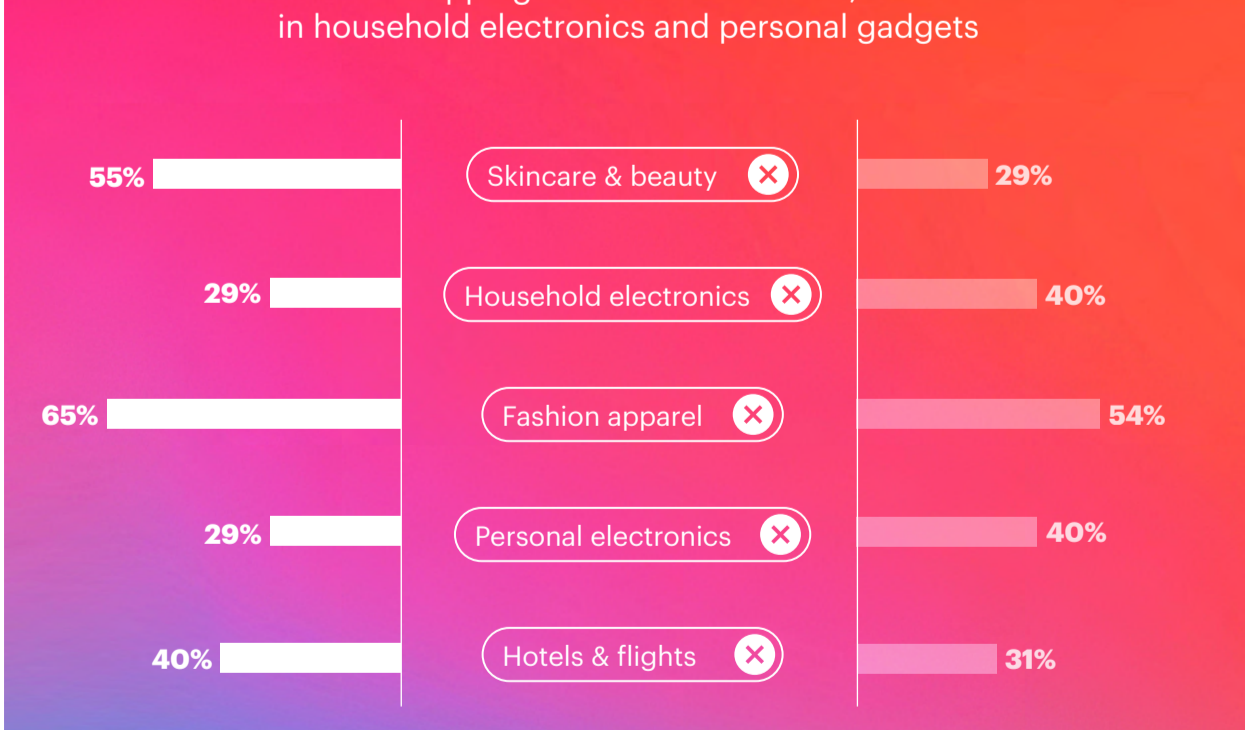 in household electronics and personal gadgets
55% Skincare & beauty 29%
29% Household electronics 40%
65% Fashion apparel 54%
29% Personal electronics 40%
40% Hotels & flights 31%